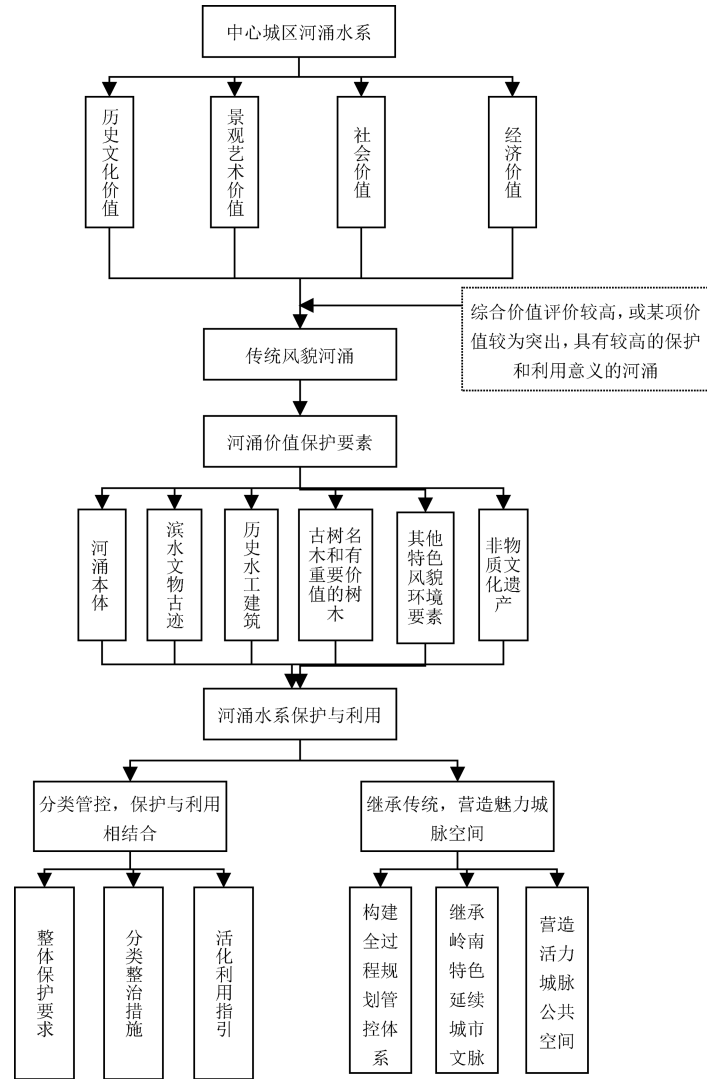 中心城区河涌水系
历史文化价值
景观艺术价值
社会价值
经济价值
综合价值评价较高，或某项价
值较为突出，具有较高的保护
和利用意义的河涌
传统风貌河涌
河涌价值保护要素
河涌本体
滨水文物古迹
历史水工建筑
古树名
木和有
重要价
值的树
木
其他
特色
风貌
环境
要素
非物
质文
化遗
产
河涌水系保护与利用
分类管控，保护与利用
相结合
继承传统，营造魅力城
脉空间
整体保护要求
分类整治措施
活化利用指引
构建
全过
程规
划管
控体
系
继承
岭南
特色
延续
城市
文脉
营造
活力
城脉
公共
空间